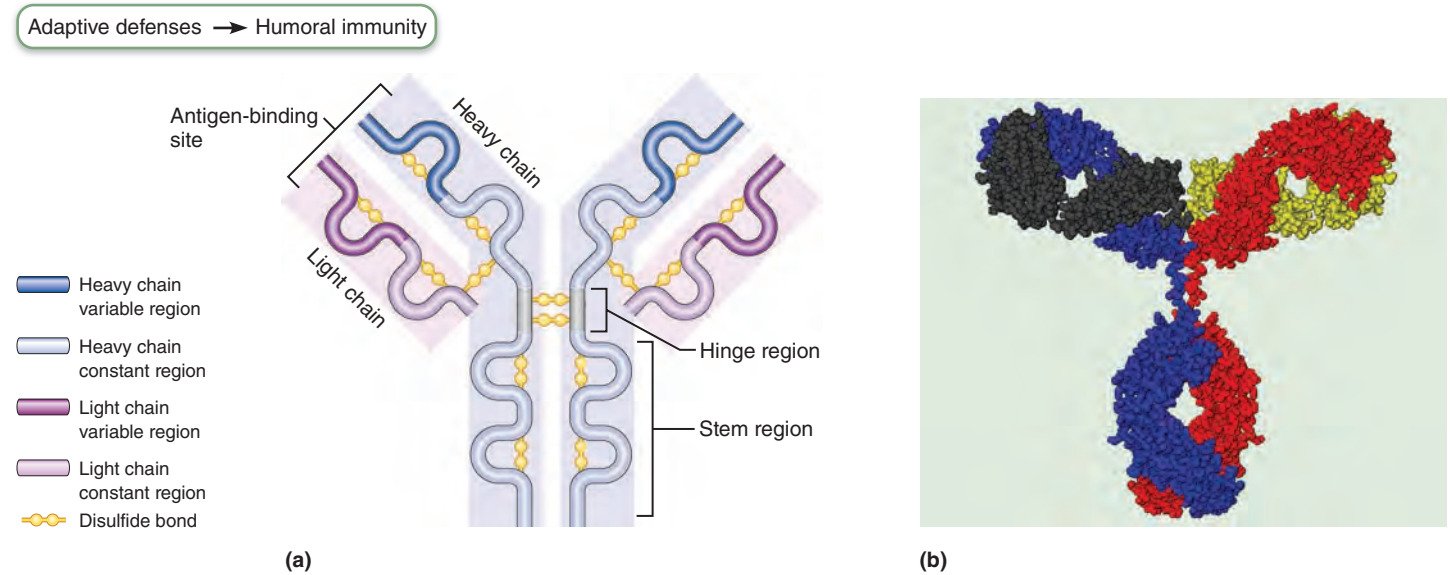 Adaptive defenses → Humoral immunity
Antigen-binding
site
Heavy chain
Light chain
Heavy chain
variable region
Heavy chain
constant region
Light chain
variable region
Light chain
constant region
Disulfide bond
Hinge region
Stem region
(a)
(b)